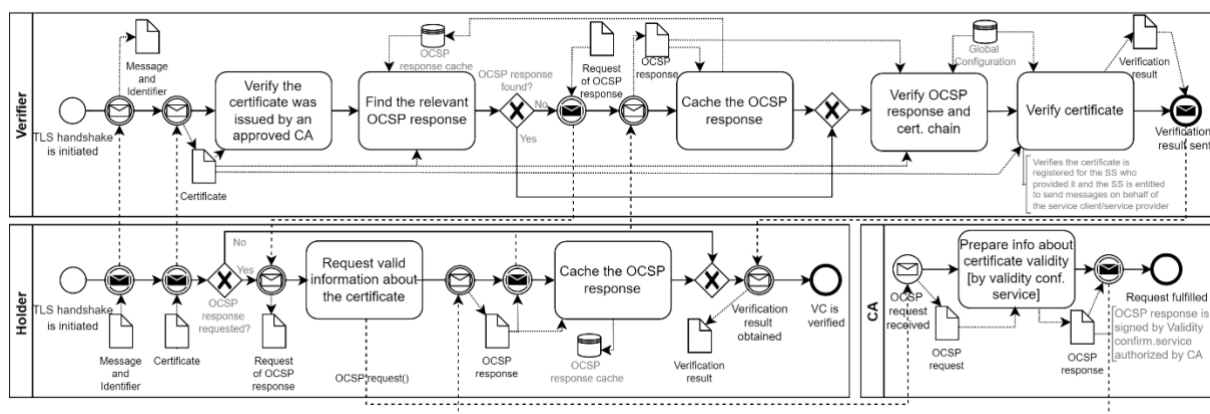 Verifier
TLS handshake
is initiated
Message
and
Identifier
Certificate
Verify the
certificate was
issued by an
approved CA
OCSP
response cache
Find the relevant
OCSP response
OCSP response
found?
No
Yes
Request
of OCSP
response
OCSP
response
Cache the OCSP
response
Verify OCSP
response and
cert. chain
Global
Configuration
Verify certificate
Verification
result
Verification
result sent
Verifies the certificate is
registered for the SS who
provided it and the SS is entitled
to send messages on behalf of
the service client/service provider
Holder
TLS handshake
is initiated
Message and
Identifier
Certificate
No
Yes
OCSP
response
requested?
Request
of OCSP
response
Request valid
information about
the certificate
OCSP request()
OCSP
response
Cache the OCSP
response
OCSP
response cache
Verification
result
Verification
result
obtained
VC is
verified
CA
OCSP
request
received
OCSP
request
Prepare info about
certificate validity
[by validity conf.
service]
OCSP
response
Request fulfilled
OCSP response is
signed by Validity
confirm.service
authorized by CA